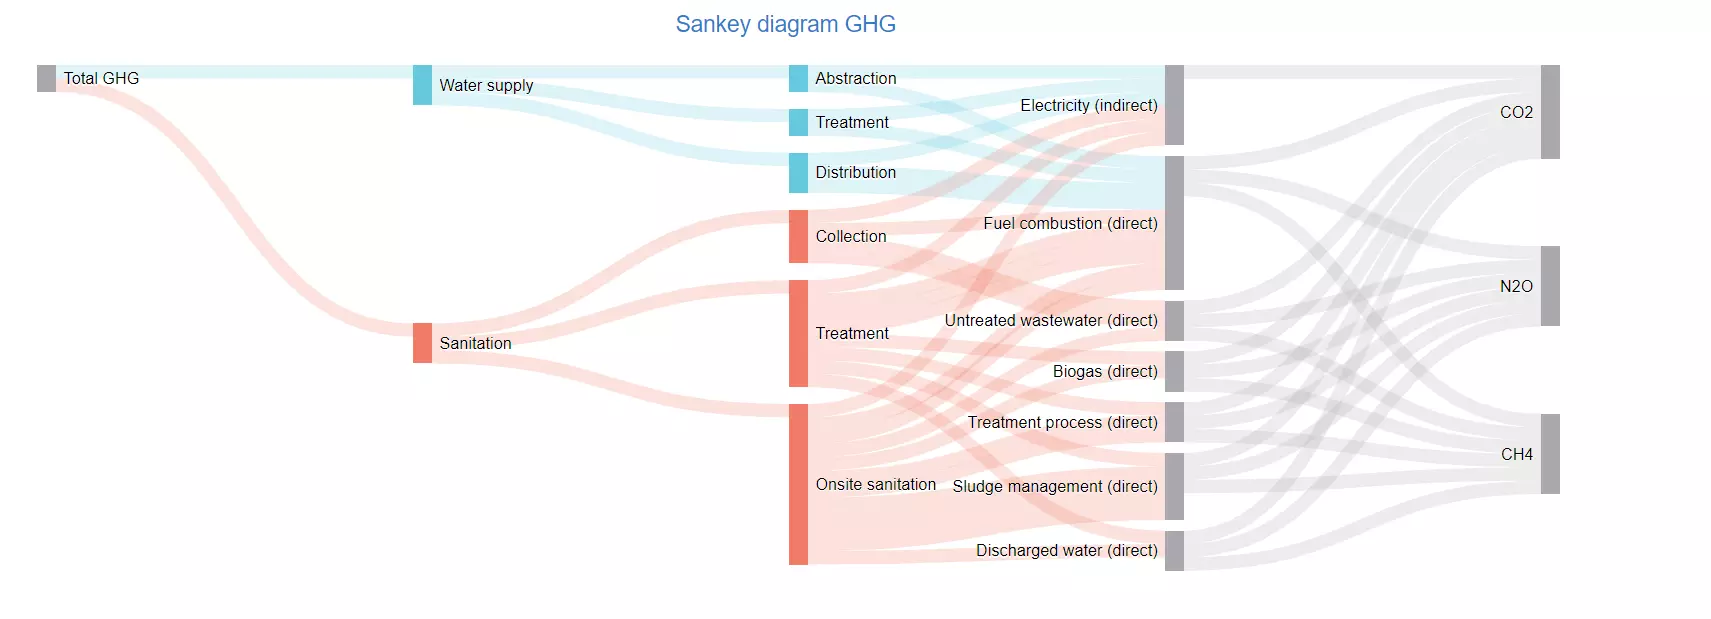 Sankey diagram GHG
Total GHG
Water supply
Sanitation
Abstraction
Treatment
Distribution
Collection
Treatment
Onsite sanitation
Electricity (indirect)
Fuel combustion (direct)
Untreated wastewater (direct)
Biogas (direct)
Treatment process (direct)
Sludge management (direct)
Discharged water (direct)
CO2
N2O
CH4